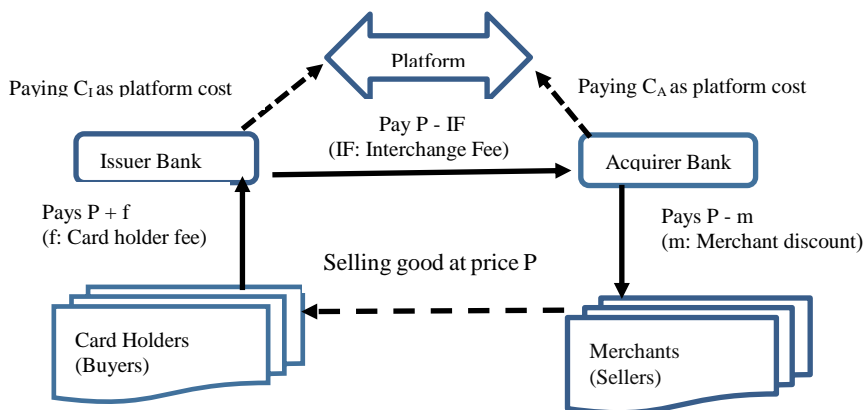 Platform
Paying C_I as platform cost
Paying C_A as platform cost
Pay P - IF
(IF: Interchange Fee)
Issuer Bank
Acquirer Bank
Pays P + f
(f: Card holder fee)
Pays P - m
(m: Merchant discount)
Selling good at price P
Card Holders
(Buyers)
Merchants
(Sellers)